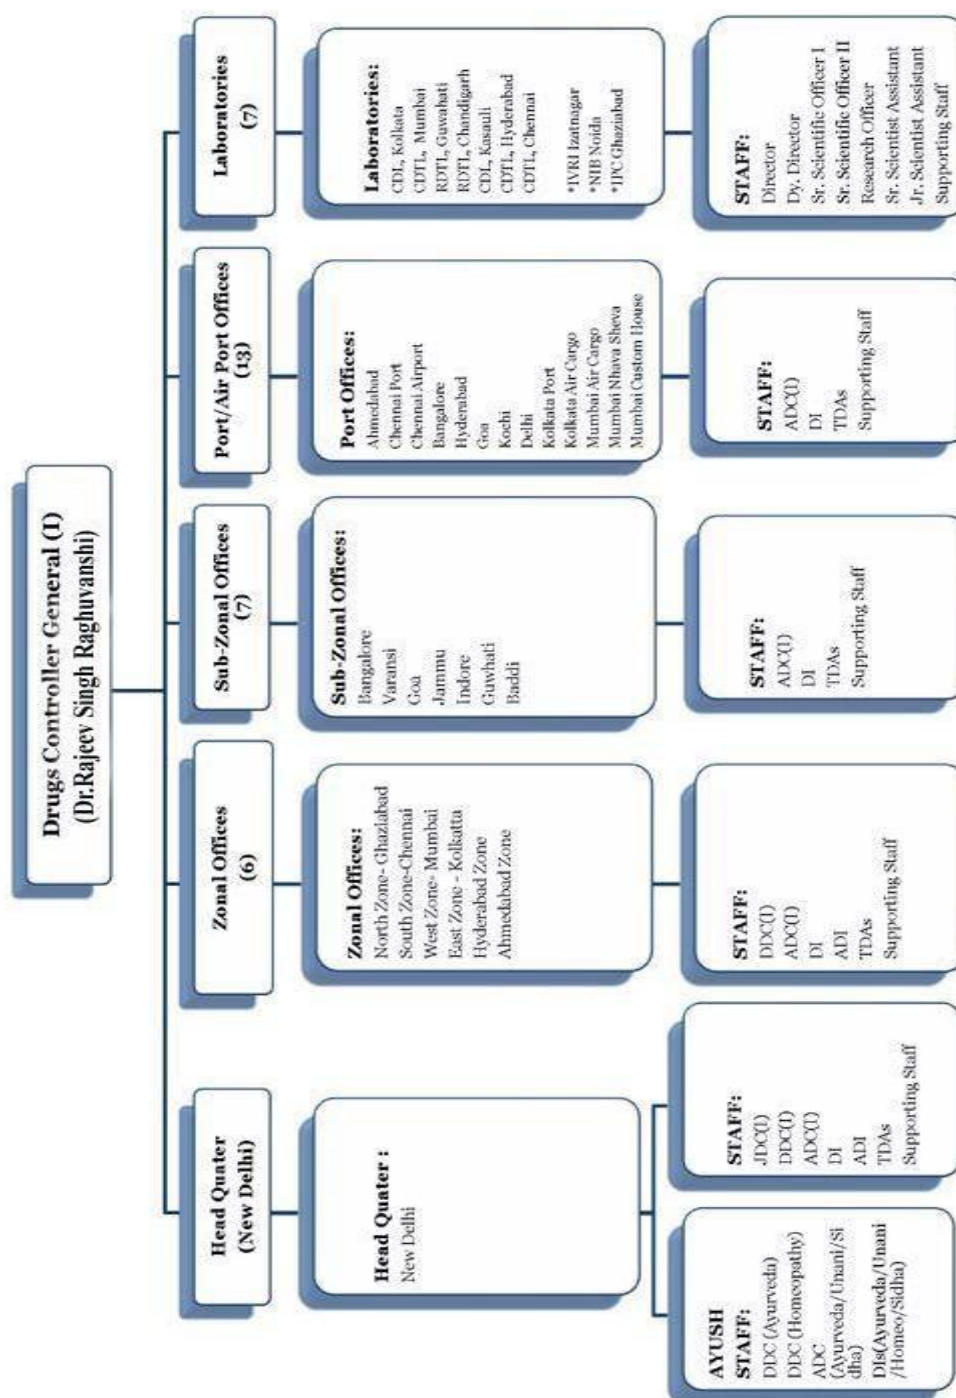 Drugs Controller General (I)
(Dr.Rajeev Singh Raghuvanshi)
Head Quater
(New Delhi)
Zonal Offices
(6)
Sub-Zonal Offices
(7)
Port/Air Port Offices
(13)
Laboratories
(7)
Head Quater :
New Delhi
Zonal Offices:
North Zone- Ghaziabad
South Zone-Chennai
West Zone- Mumbai
East Zone - Kolkatta
Hyderabad Zone
Ahmedabad Zone
Sub-Zonal Offices:
Bangalore
Varansi
Goa
Jammu
Indore
Guwhati
Baddi
Port Offices:
Ahmedabad
Chennai Port
Chennai Airport
Bangalore
Hyderabad
Goa
Kochi
Delhi
Kolkata Port
Kolkata Air Cargo
Mumbai Air Cargo
Mumbai Nhava Sheva
Mumbai Custom House
Laboratories:
CDL, Kolkata
CDTL, Mumbai
RDTL, Guwahati
RDTL, Chandigarh
CDL, Kasauli
CDTL, Hyderabad
CDTL, Chennai
*IVRI Izatnagar
*NIB Noida
*IPC Ghaziabad
AYUSH
STAFF:
DDC (Ayurveda)
DDC (Homeopathy)
ADC
(Ayurveda/Unani/Si
dha)
DIs(Ayurveda/Unani
/Homeo/Sidha)
STAFF:
JDC(I)
DDC(I)
ADC(I)
DI
ADI
TDAs
Supporting Staff
STAFF:
DDC(I)
ADC(I)
DI
ADI
TDAs
Supporting Staff
STAFF:
ADC(I)
DI
TDAs
Supporting Staff
STAFF:
ADC(I)
DI
TDAs
Supporting Staff
STAFF:
Director
Dy. Director
Sr. Scientific Officer I
Sr. Scientific Officer II
Research Officer
Sr. Scientist Assistant
Jr. Scientist Assistant
Supporting Staff